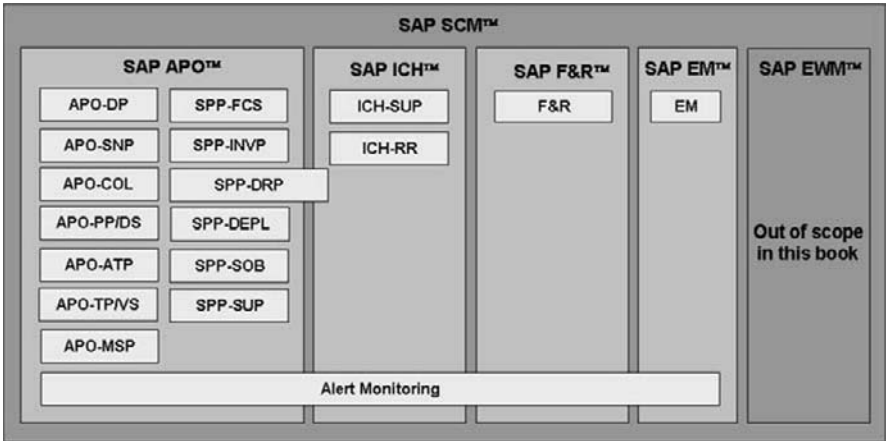 SAP SCM™
SAP APO™
APO-DP
SPP-FCS
APO-SNP
SPP-INVP
APO-COL
SPP-DRP
APO-PP/DS
SPP-DEPL
APO-ATP
SPP-SOB
APO-TP/VS
SPP-SUP
APO-MSP
SAP ICH™
ICH-SUP
ICH-RR
SAP F&R™
F&R
SAP EM™
EM
SAP EWM™
Out of scope
in this book
Alert Monitoring